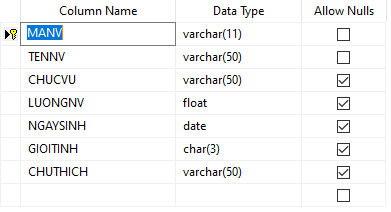 Column Name Data Type Allow Nulls
MANV varchar(11)
TENNV varchar(50)
CHUCVU varchar(50)
LUONGNV float
NGAYSINH date
GIOITINH char(3)
CHUTHICH varchar(50)